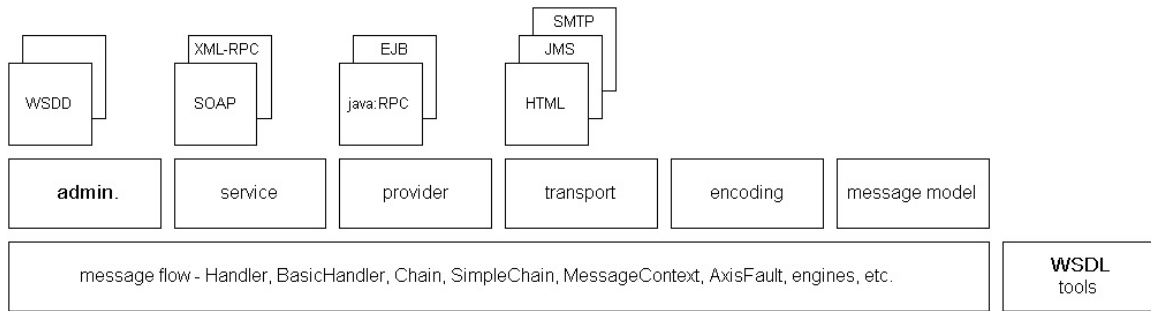 SMTP
XML-RPC
EJB
JMS
WSDD
SOAP
java:RPC
HTML
admin.
service
provider
transport
encoding
message model
message flow - Handler, BasicHandler, Chain, SimpleChain, MessageContext, AxisFault, engines, etc.
WSDL
tools